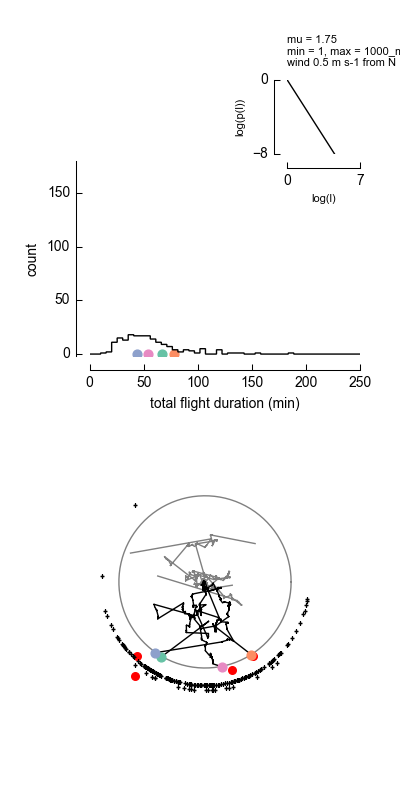 mu = 1.75
min = 1, max = 1000_m
wind 0.5 m s-1 from N
0
−8
log(p(l))
0 7
log(l)
150
100
50
0
count
0 50 100 150 200 250
total flight duration (min)